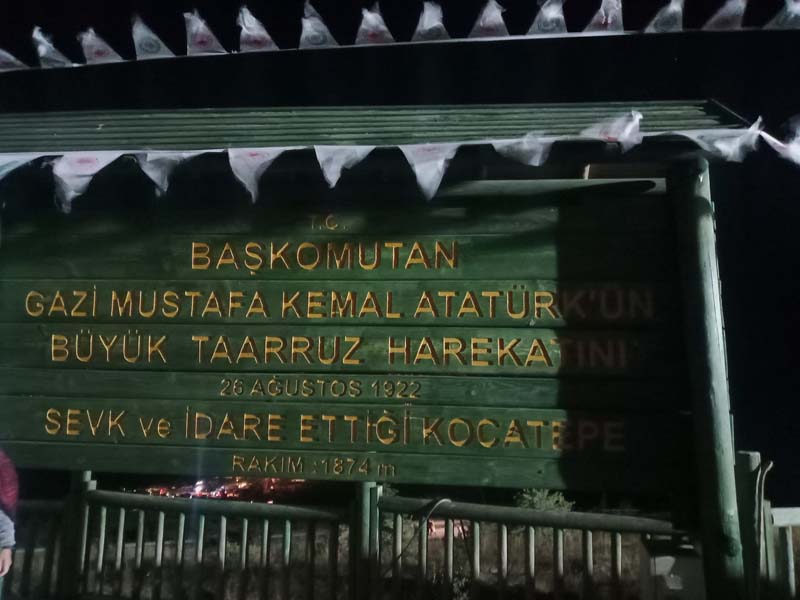 T.C.
BAŞKOMUTAN
GAZİ MUSTAFA KEMAL ATATÜRK'ÜN
BÜYÜK TAARRUZ HAREKATINI
26 AĞUSTOS 1922
SEVK ve İDARE ETTİĞİ KOCATEPE
RAKIM : 1874 m